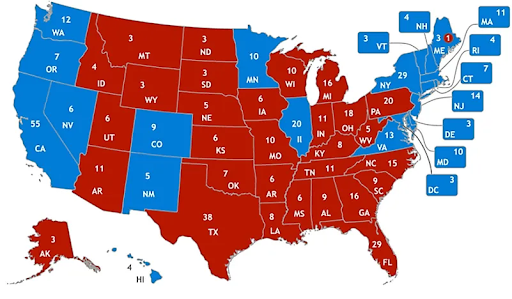 12
WA
7
OR
55
CA
6
NV
4
ID
3
MT
3
WY
6
UT
11
AR
9
CO
5
NM
3
ND
3
SD
5
NE
6
KS
7
OK
38
TX
10
MN
6
IA
10
MO
6
AR
8
LA
10
WI
20
II
16
MI
11
IN
18
OH
8
KY
11
TN
6
MS
9
AL
16
GA
29
FL
9
SC
15
NC
13
VA
5
WV
20
PA
29
NY
3
ME
1
3
VT
4
NH
11
MA
4
RI
7
CT
14
NJ
3
DE
10
MD
3
DC
3
AK
4
HI